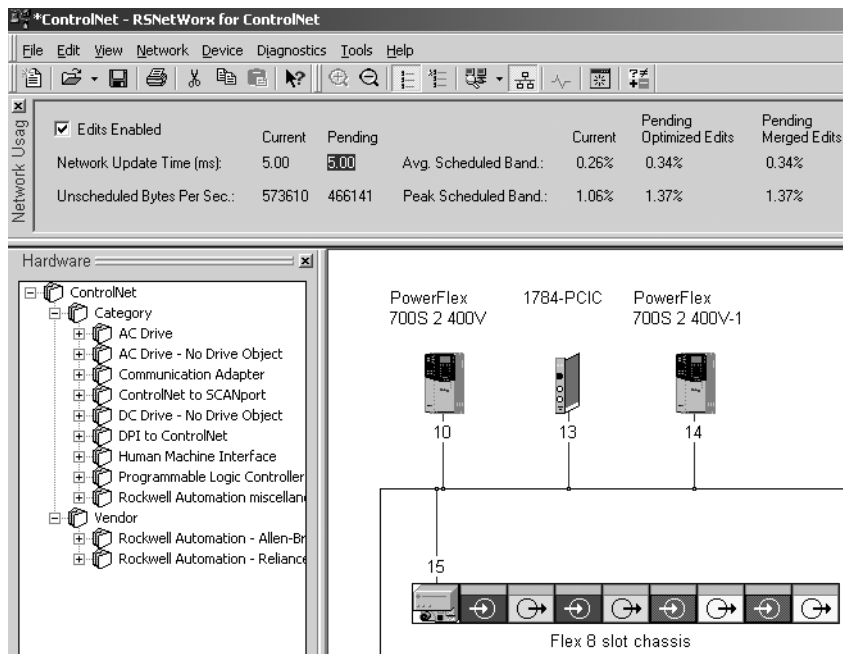 *ControlNet - RSNetWorx for ControlNet
File Edit View Network Device Diagnostics Tools Help
Network Usag
Edits Enabled
Current Pending Current Pending Optimized Edits Pending Merged Edits
Network Update Time (ms): 5.00 5.00 Avg. Scheduled Band.: 0.26% 0.34% 0.34%
Unscheduled Bytes Per Sec.: 573610 466141 Peak Scheduled Band.: 1.06% 1.37% 1.37%
Hardware
ControlNet
Category
AC Drive
AC Drive - No Drive Object
Communication Adapter
ControlNet to SCANport
DC Drive - No Drive Object
DPI to ControlNet
Human Machine Interface
Programmable Logic Controller
Rockwell Automation miscellan
Vendor
Rockwell Automation - Allen-Br
Rockwell Automation - Reliance
PowerFlex 1784-PCIC PowerFlex
700S 2 400V 700S 2 400V-1
10 13 14
15
Flex 8 slot chassis